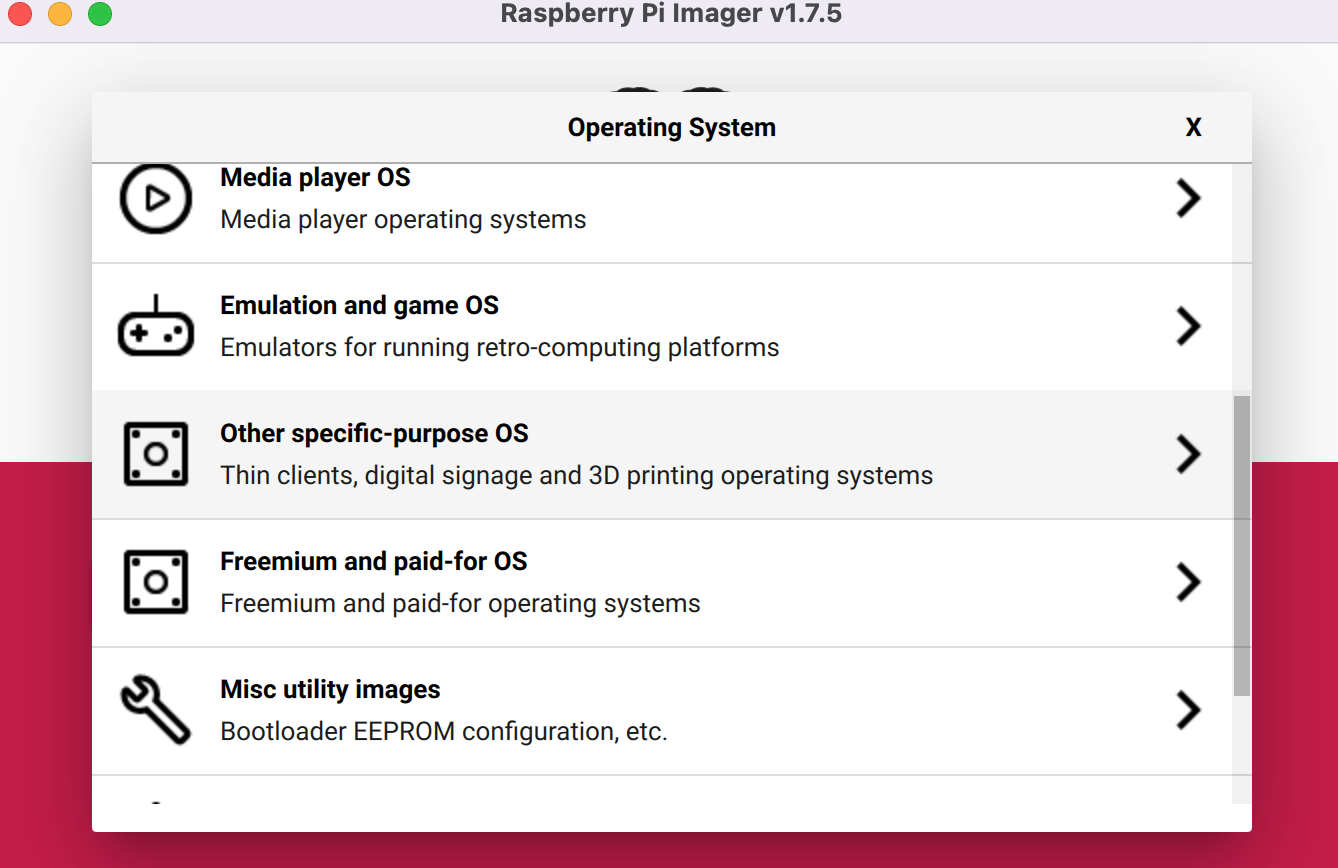 Raspberry Pi Imager v1.7.5
Operating System X
Media player OS
Media player operating systems
Emulation and game OS
Emulators for running retro-computing platforms
Other specific-purpose OS
Thin clients, digital signage and 3D printing operating systems
Freemium and paid-for OS
Freemium and paid-for operating systems
Misc utility images
Bootloader EEPROM configuration, etc.